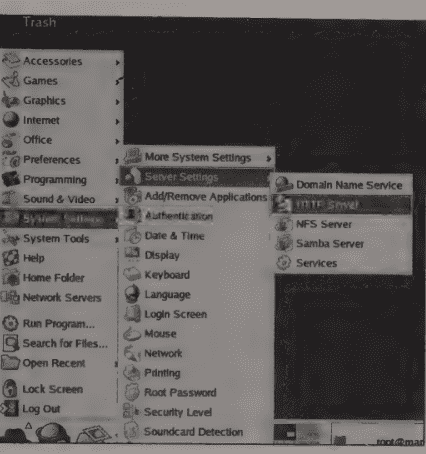 Trash
Accessories
Games
Graphics
Internet
Office
Preferences
Programming
Sound & Video
System Settings
System Tools
Help
Home Folder
Network Servers
Run Program...
Search for Files...
Open Recent
Lock Screen
Log Out
More System Settings
Server Settings
Add/Remove Applications
Authentication
Date & Time
Display
Keyboard
Language
Login Screen
Mouse
Network
Printing
Root Password
Security Level
Soundcard Detection
Domain Name Service
HTTP Server
NFS Server
Samba Server
Services
root@mar